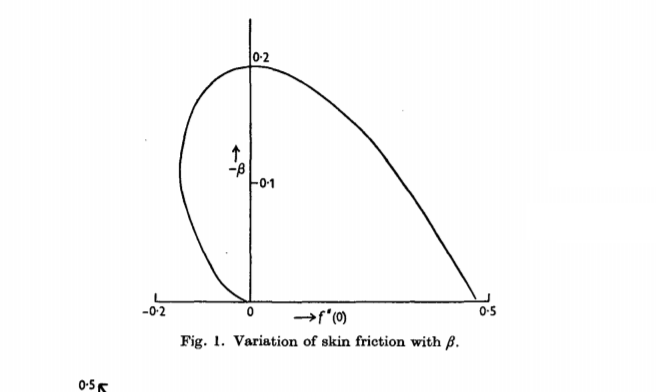 0·2
↑
-β
0·1
-0·2 0 →f″(0) 0·5
Fig. 1. Variation of skin friction with β.
0·5